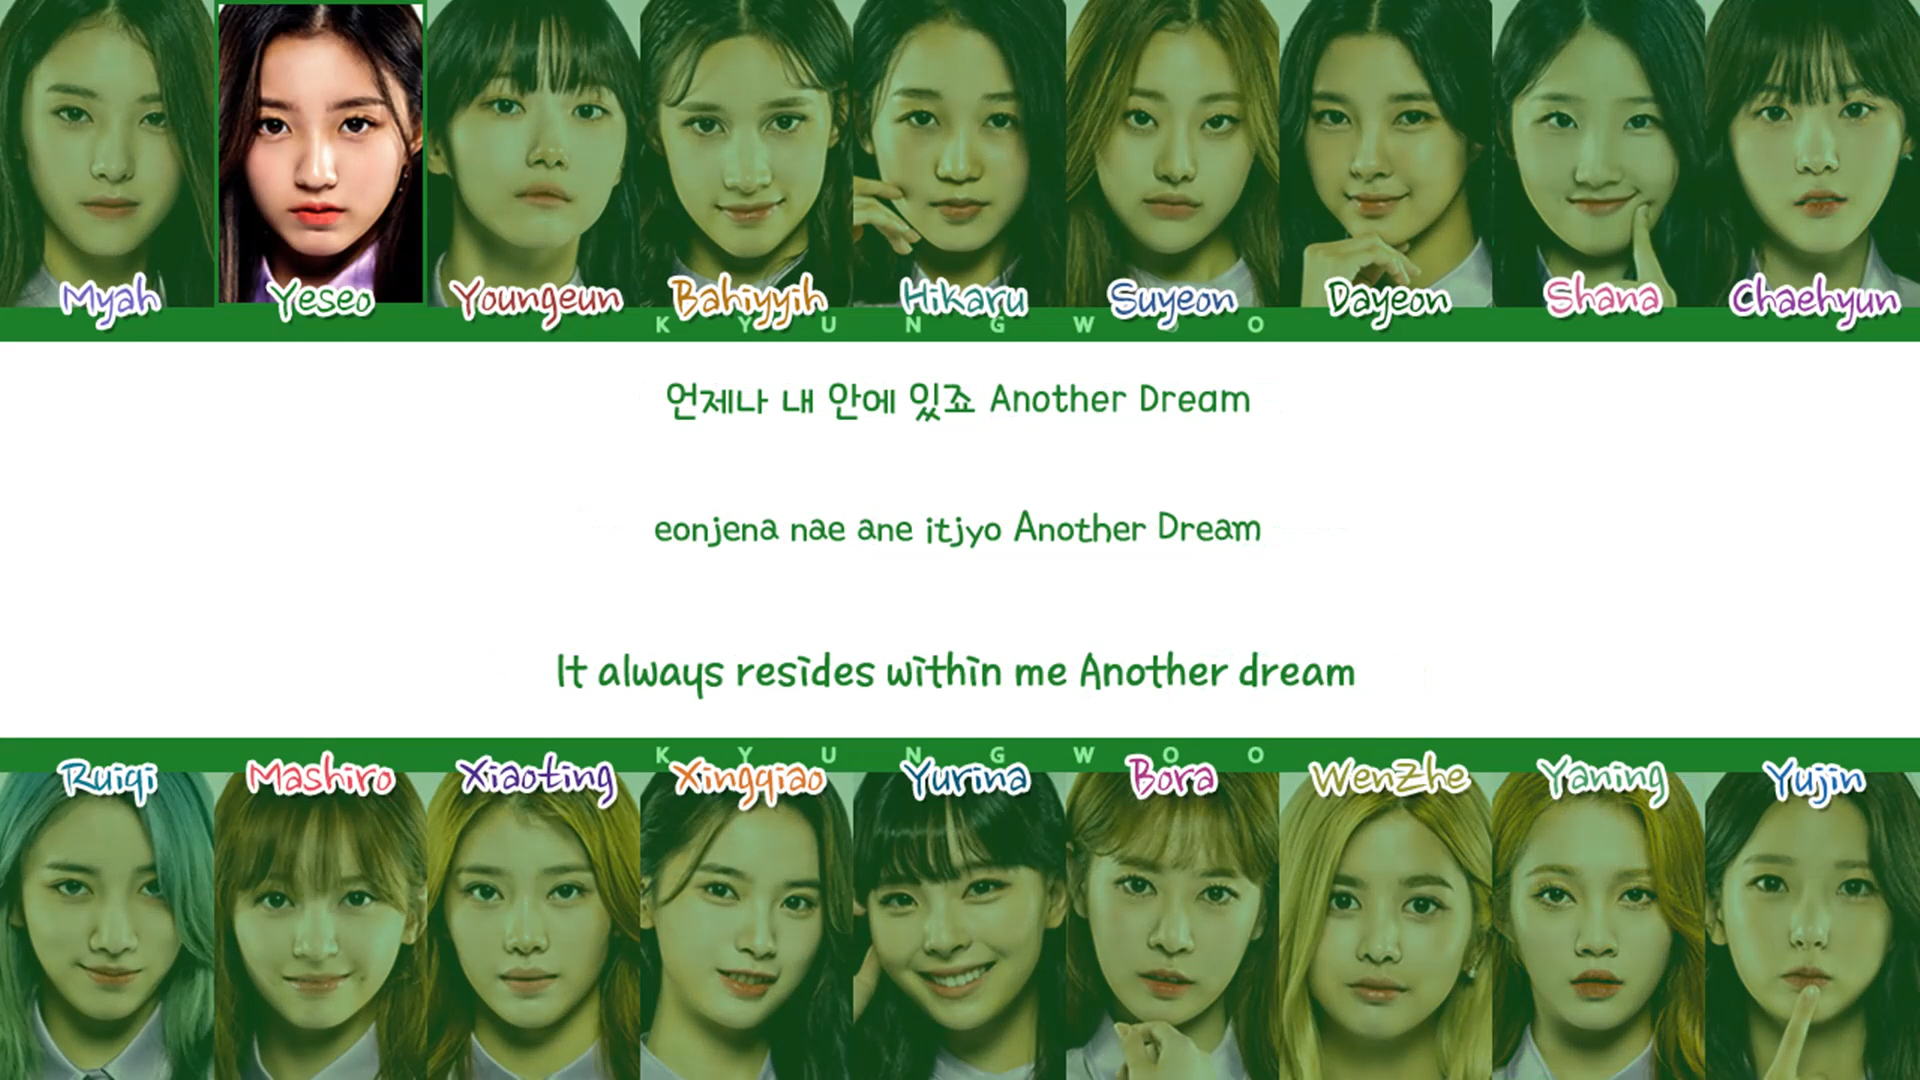 Myah Yeseo Youngeun Bahiyyih Hikaru Suyeon Dayeon Shana Chaehyun
KYUNGWOO
언제나 내 안에 있죠 Another Dream
eonjena nae ane itjyo Another Dream
It always resides within me Another dream
KYUNGWOO
Ruiqi Mashiro Xiaoting Xingqiao Yurina Bora WenZhe Yaning Yujin